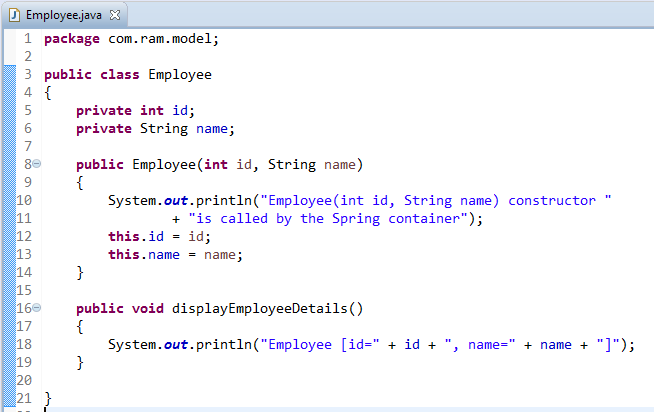 Employee.java
1 package com.ram.model;
2
3 public class Employee
4 {
5     private int id;
6     private String name;
7
8     public Employee(int id, String name)
9     {
10         System.out.println("Employee(int id, String name) constructor "
11                 + "is called by the Spring container");
12         this.id = id;
13         this.name = name;
14     }
15
16     public void displayEmployeeDetails()
17     {
18         System.out.println("Employee [id=" + id + ", name=" + name + "]");
19     }
20
21 }